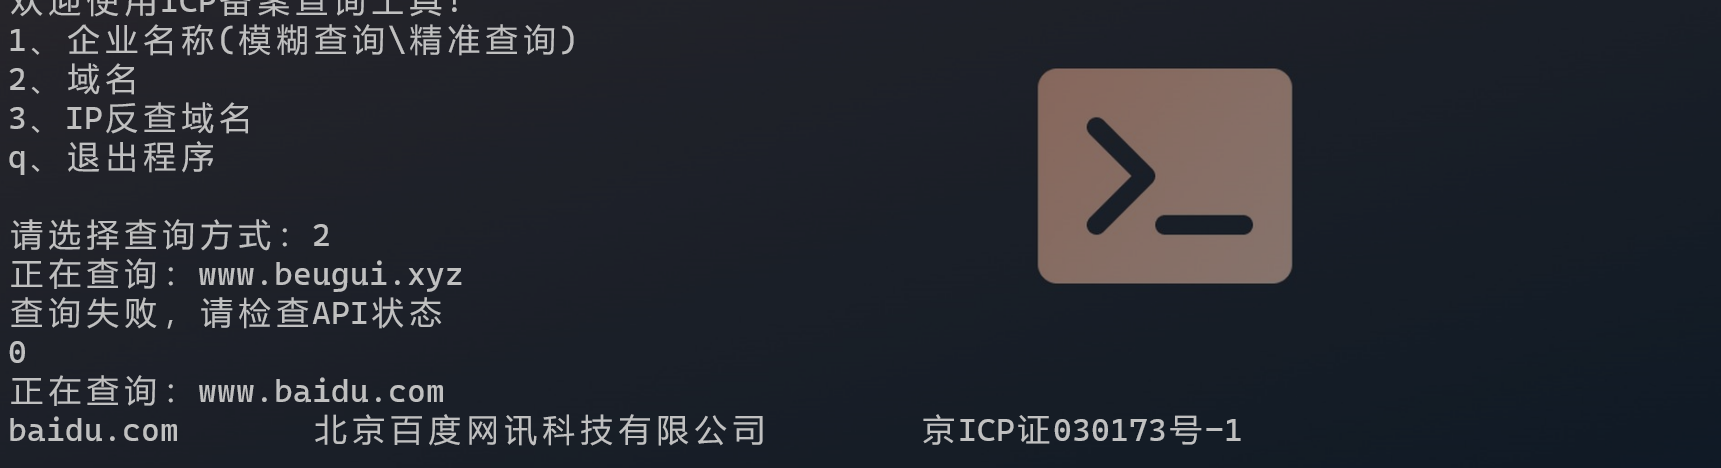 欢迎使用ICP备案查询工具!
1、企业名称(模糊查询\精准查询)
2、域名
3、IP反查域名
q、退出程序
请选择查询方式: 2
正在查询: www.beugui.xyz
查询失败, 请检查API状态
0
正在查询: www.baidu.com
baidu.com 北京百度网讯科技有限公司 京ICP证030173号-1